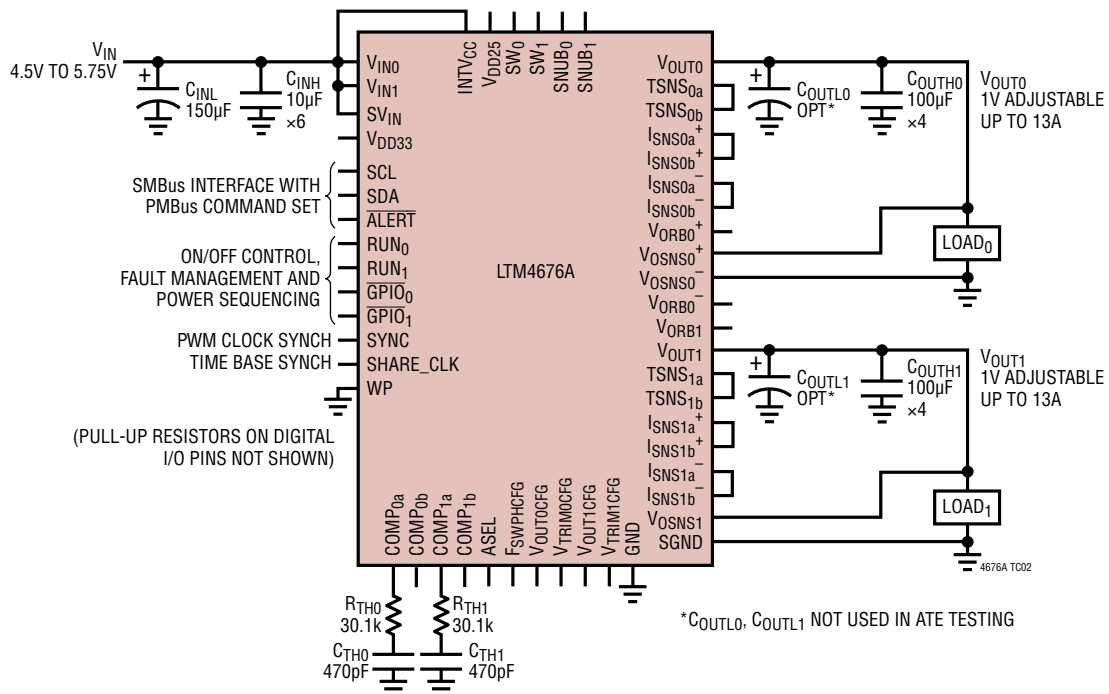 INTVCC
VDD25
SW0
SW1
SNUB0
SNUB1
VIN
4.5V TO 5.75V
+
CINL
150µF
CINH
10µF
×6
VIN0
VIN1
SVIN
VDD33
SMBus INTERFACE WITH
PMBus COMMAND SET
SCL
SDA
ALERT
ON/OFF CONTROL,
FAULT MANAGEMENT AND
POWER SEQUENCING
RUN0
RUN1
GPIO0
GPIO1
PWM CLOCK SYNCH
SYNC
TIME BASE SYNCH
SHARE_CLK
WP
(PULL-UP RESISTORS ON DIGITAL
I/O PINS NOT SHOWN)
LTM4676A
VOUT0
TSNS0a
TSNS0b
ISNS0a+
ISNS0b+
ISNS0a–
ISNS0b–
VORB0+
VOSNS0+
VOSNS0–
VORB0–
VORB1
VOUT1
TSNS1a
TSNS1b
ISNS1a+
ISNS1b+
ISNS1a–
ISNS1b–
VOSNS1
SGND
+
COUTL0
OPT*
COUTH0
100µF
×4
VOUT0
1V ADJUSTABLE
UP TO 13A
LOAD0
+
COUTL1
OPT*
COUTH1
100µF
×4
VOUT1
1V ADJUSTABLE
UP TO 13A
LOAD1
4676A TC02
COMP0a
COMP0b
COMP1a
COMP1b
ASEL
FSWPHCFG
VOUT0CFG
VTRIM0CFG
VOUT1CFG
VTRIM1CFG
GND
RTH0
30.1k
RTH1
30.1k
CTH0
470pF
CTH1
470pF
*COUTL0, COUTL1 NOT USED IN ATE TESTING